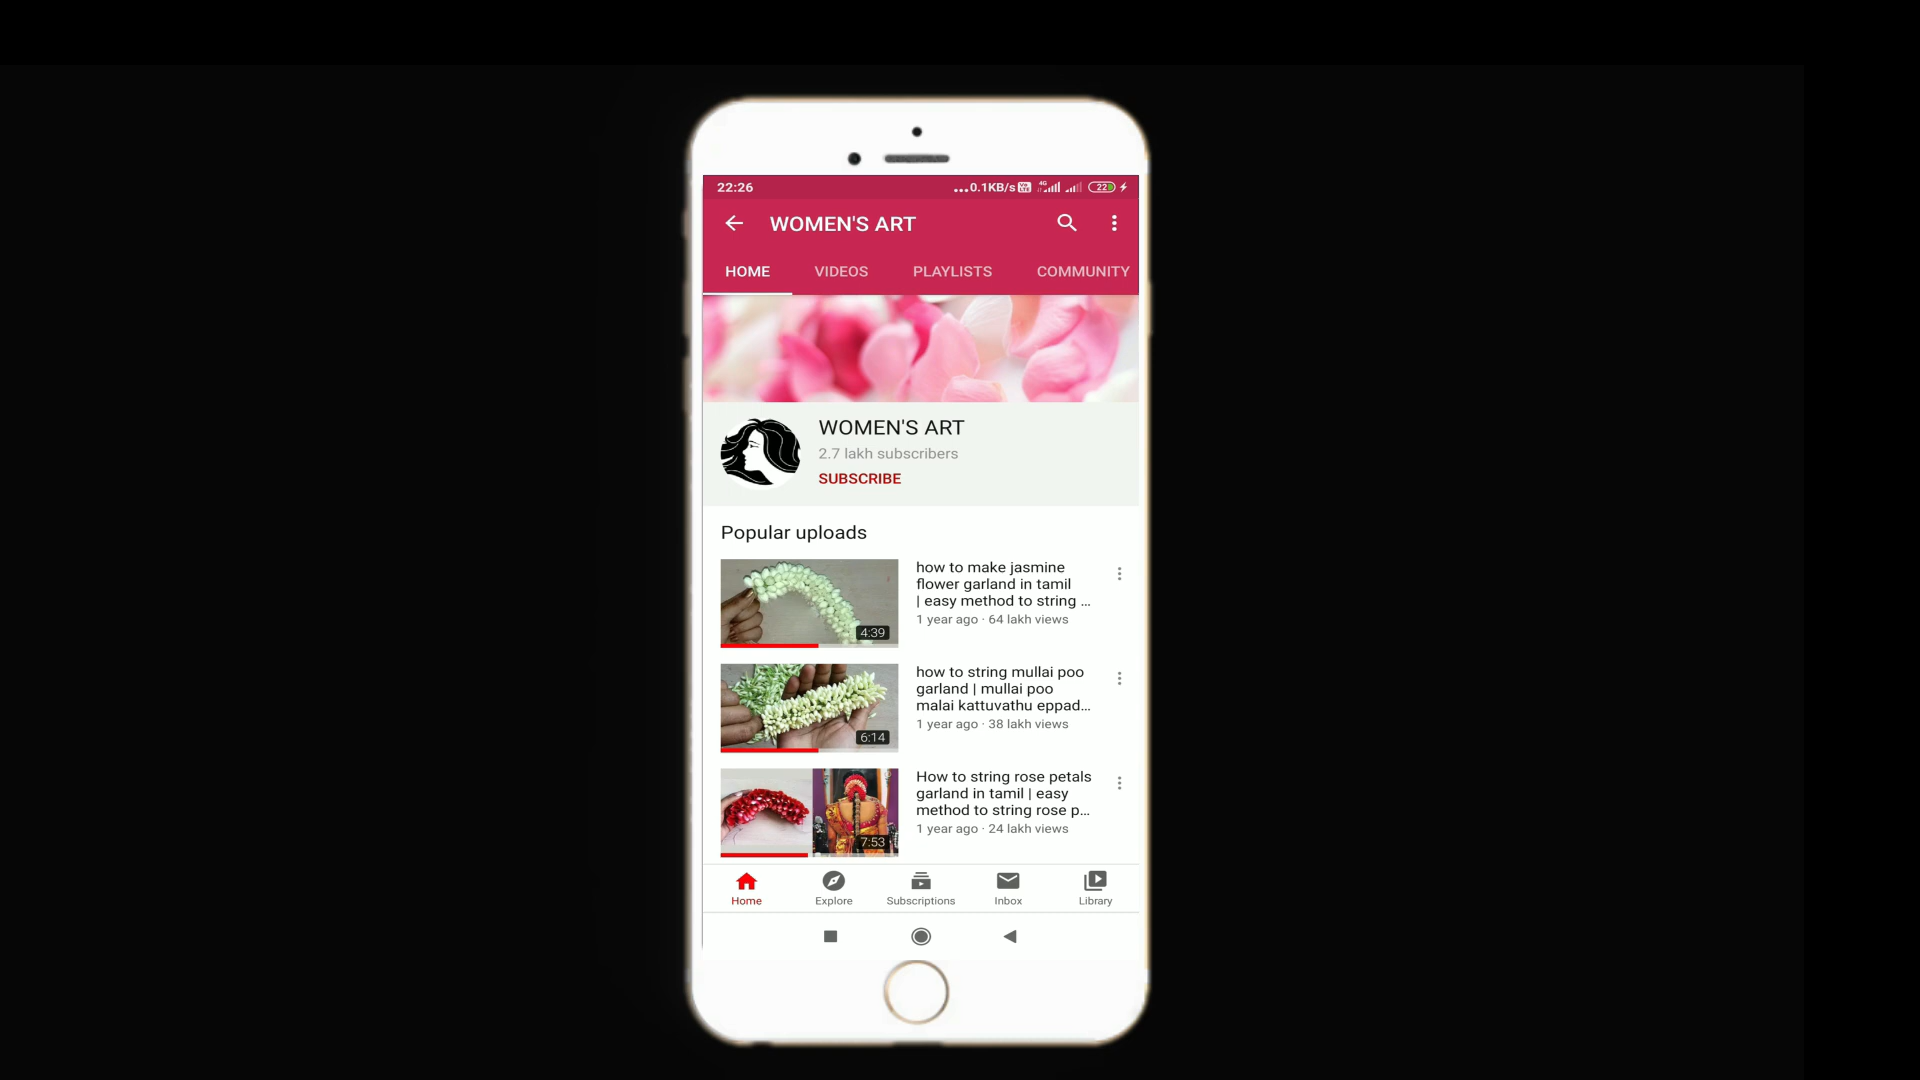 22:26
...0.1KB/s 4G 22
WOMEN'S ART
HOME VIDEOS PLAYLISTS COMMUNITY
WOMEN'S ART
2.7 lakh subscribers
SUBSCRIBE
Popular uploads
how to make jasmine
flower garland in tamil
| easy method to string ...
1 year ago · 64 lakh views
4:39
how to string mullai poo
garland | mullai poo
malai kattuvathu eppad...
1 year ago · 38 lakh views
6:14
How to string rose petals
garland in tamil | easy
method to string rose p...
1 year ago · 24 lakh views
7:53
Home Explore Subscriptions Inbox Library